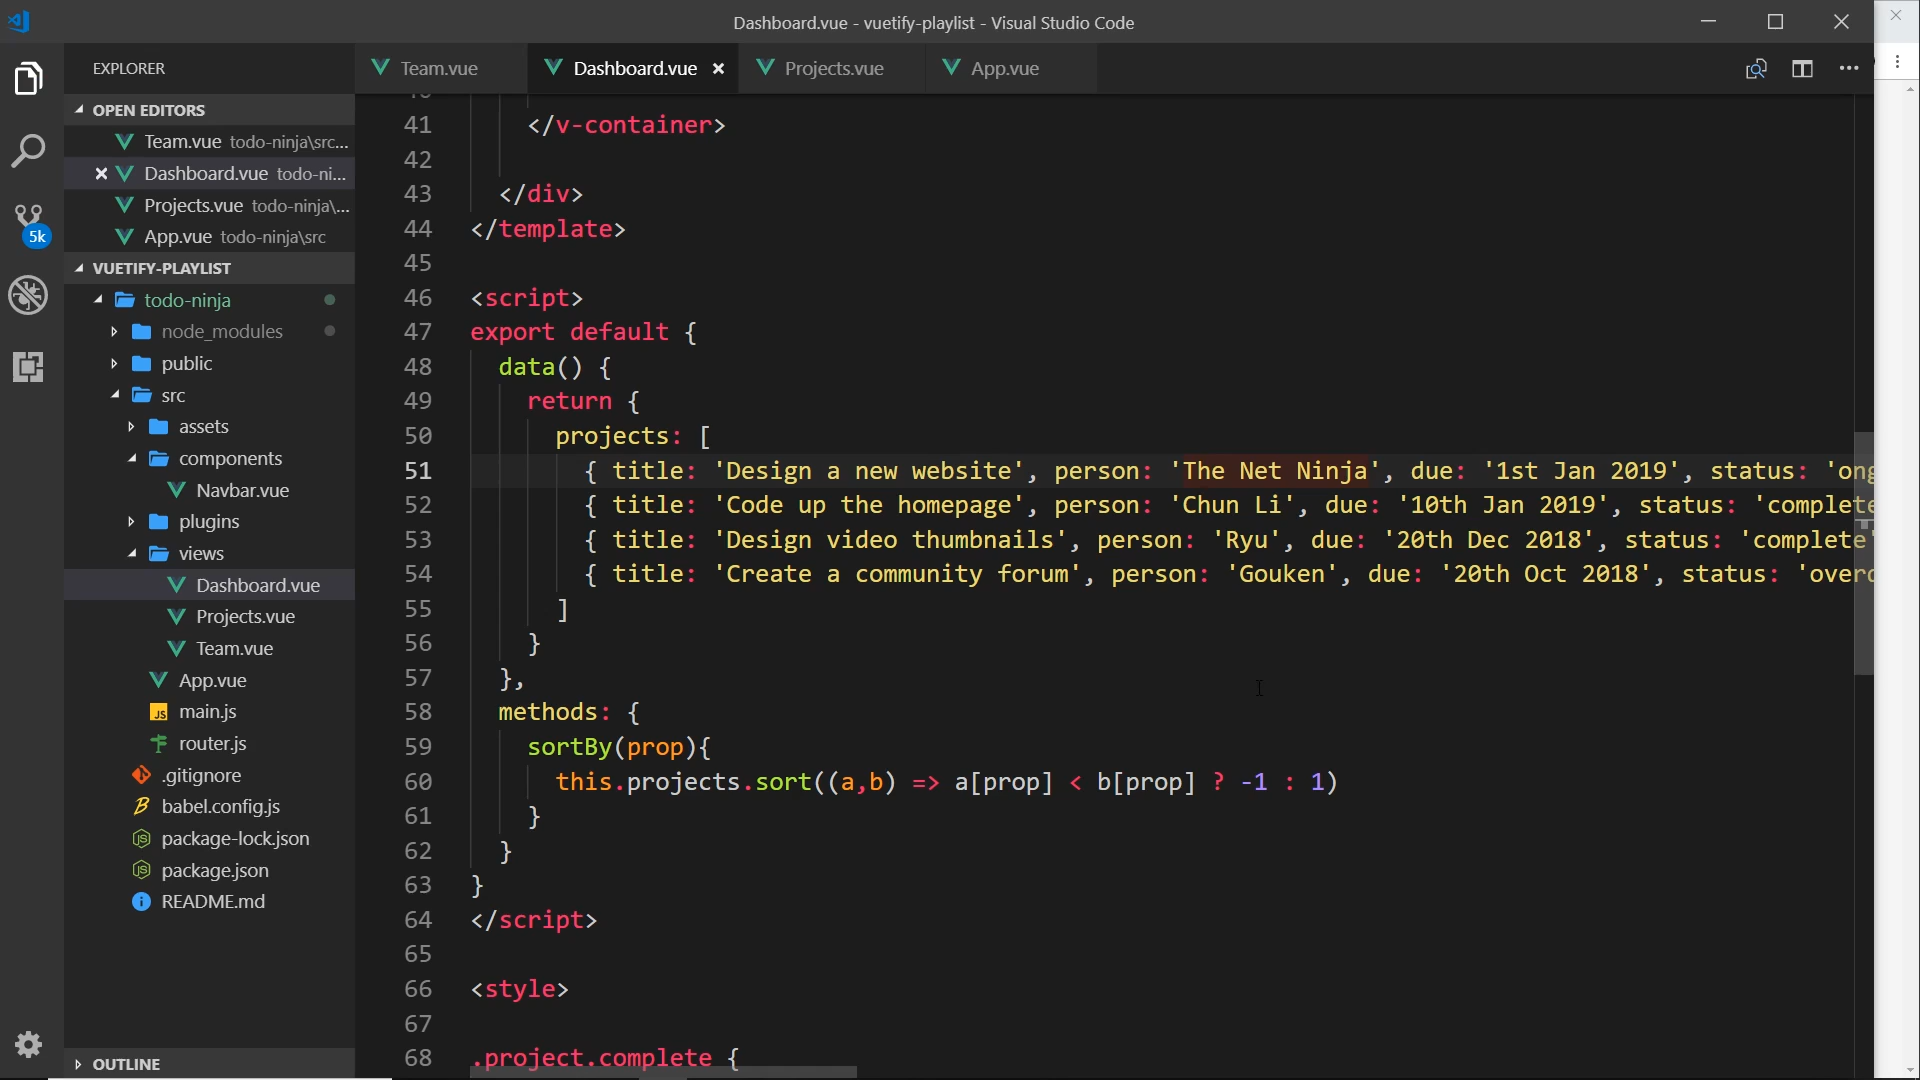 Dashboard.vue - vuetify-playlist - Visual Studio Code
EXPLORER
OPEN EDITORS
Team.vue todo-ninja\src...
Dashboard.vue todo-ni...
Projects.vue todo-ninja\...
App.vue todo-ninja\src
VUETIFY-PLAYLIST
todo-ninja
node_modules
public
src
assets
components
Navbar.vue
plugins
views
Dashboard.vue
Projects.vue
Team.vue
App.vue
main.js
router.js
.gitignore
babel.config.js
package-lock.json
package.json
README.md
OUTLINE
5k
Team.vue Dashboard.vue Projects.vue App.vue
41 </v-container>
42
43 </div>
44 </template>
45
46 <script>
47 export default {
48 data() {
49 return {
50 projects: [
51 { title: 'Design a new website', person: 'The Net Ninja', due: '1st Jan 2019', status: 'ong
52 { title: 'Code up the homepage', person: 'Chun Li', due: '10th Jan 2019', status: 'complete
53 { title: 'Design video thumbnails', person: 'Ryu', due: '20th Dec 2018', status: 'complete'
54 { title: 'Create a community forum', person: 'Gouken', due: '20th Oct 2018', status: 'overd
55 ]
56 }
57 },
58 methods: {
59 sortBy(prop){
60 this.projects.sort((a,b) => a[prop] < b[prop] ? -1 : 1)
61 }
62 }
63 }
64 </script>
65
66 <style>
67
68 .project.complete {